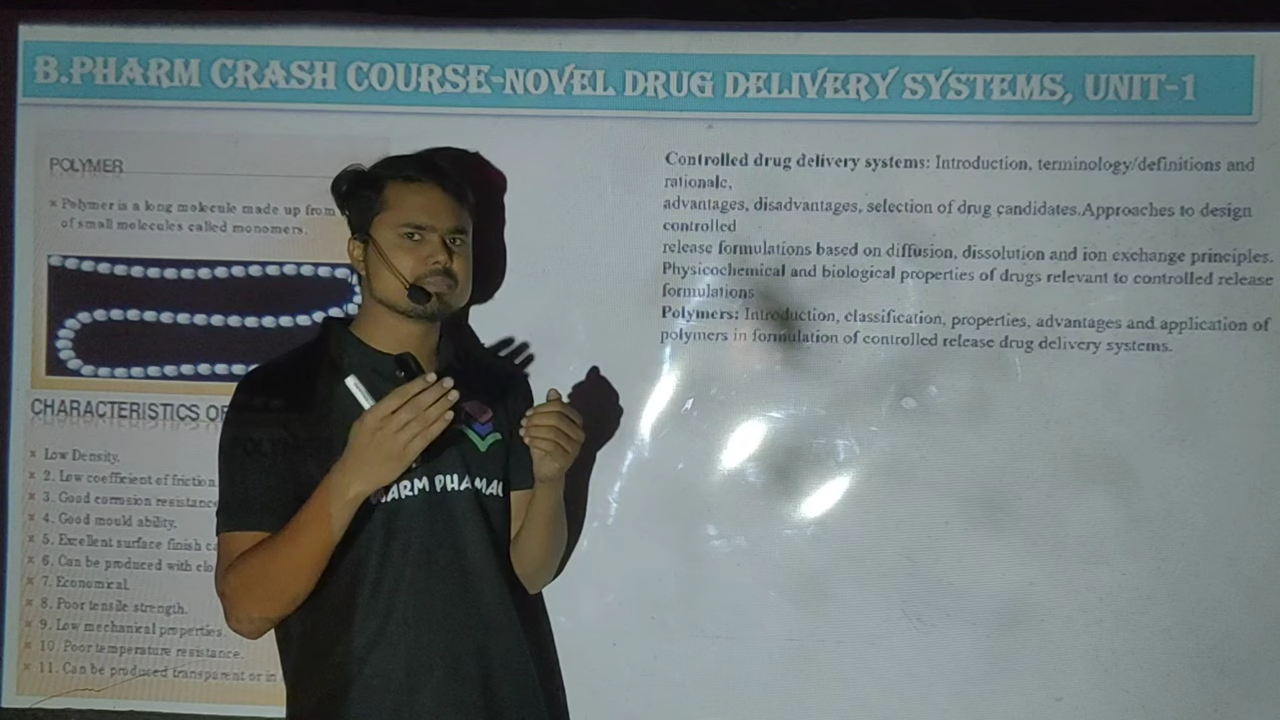 B.PHARM CRASH COURSE-NOVEL DRUG DELIVERY SYSTEMS, UNIT-1
POLYMER
Polymer is a long molecule made up from
of small molecules called monomers.
CHARACTERISTICS OF
Low Density.
2. Low coefficient of friction.
3. Good corrosion resistance
4. Good mould ability.
5. Excellent surface finish ca
6. Can be produced with clo
7. Economical.
8. Poor tensile strength.
9. Low mechanical properties.
10. Poor temperature resistance.
11. Can be produced transparent or in
Controlled drug delivery systems: Introduction, terminology/definitions and
rationale,
advantages, disadvantages, selection of drug candidates.Approaches to design
controlled
release formulations based on diffusion, dissolution and ion exchange principles.
Physicochemical and biological properties of drugs relevant to controlled release
formulations
Polymers: Introduction, classification, properties, advantages and application of
polymers in formulation of controlled release drug delivery systems.
ARM PHARMA